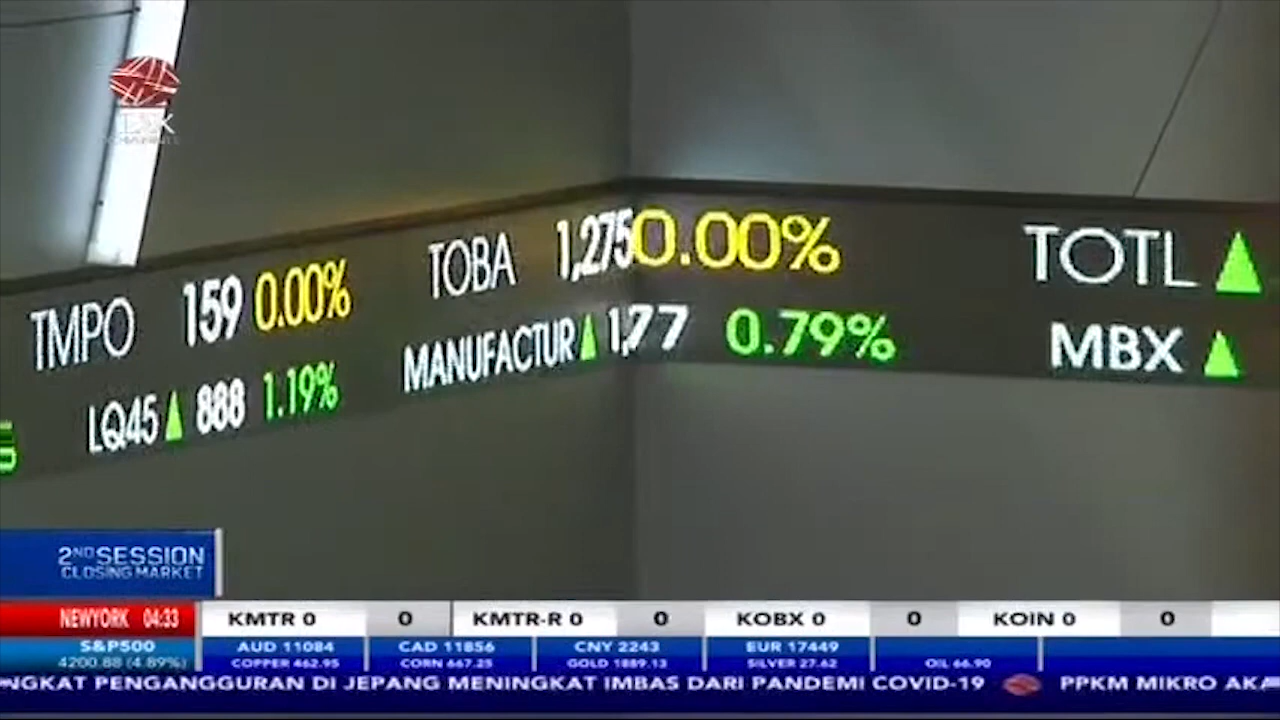 IDX
TMPO 159 0.00% TOBA 1,275 0.00% TOTL
LQ45 888 1.19% MANUFACTUR 1,77 0.79% MBX
2ND SESSION
CLOSING MARKET
NEWYORK 04:33 KMTR 0 0 KMTR-R 0 0 KOBX 0 0 KOIN 0 0
S&P500 AUD 11084 CAD 11856 CNY 2243 EUR 17449
4200.88 (4.89%) COPPER 462.95 CORN 667.25 GOLD 1889.13 SILVER 27.62 OIL 66.90
NGKAT PENGANGGURAN DI JEPANG MENINGKAT IMBAS DARI PANDEMI COVID-19 PPKM MIKRO AKA